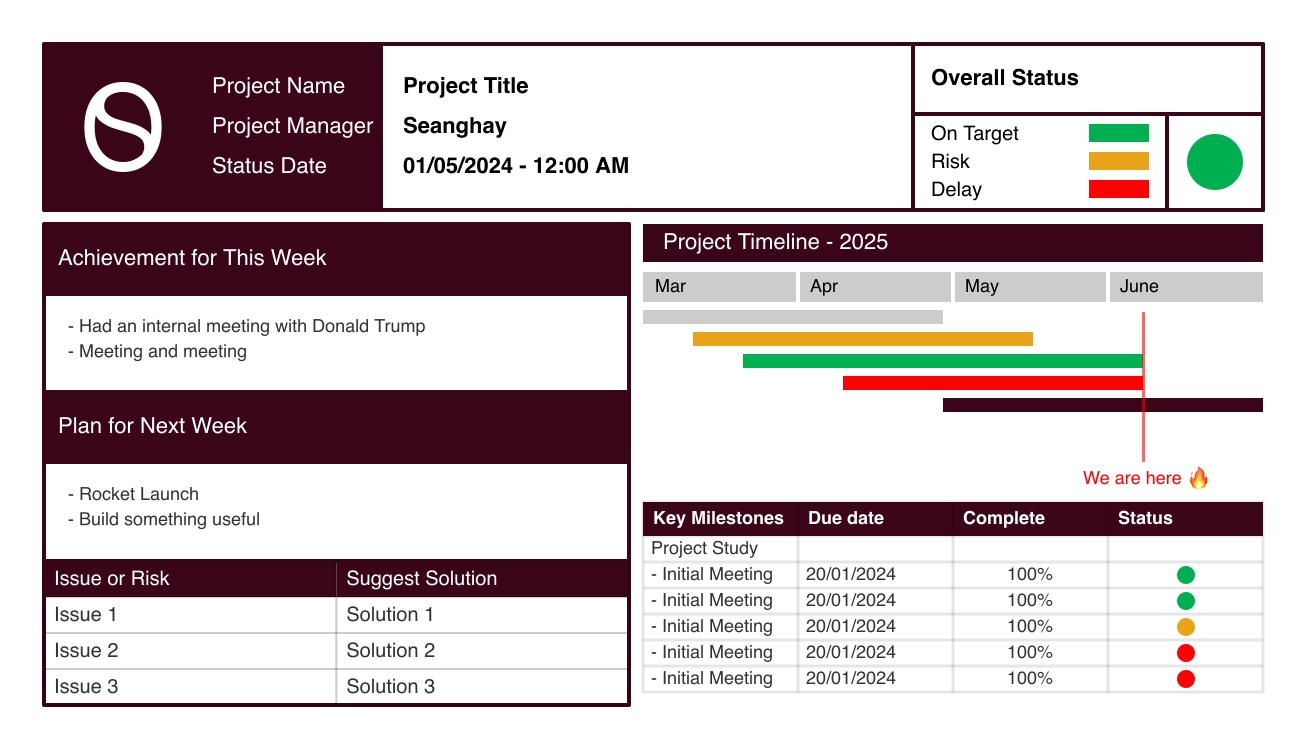 Project Name
Project Title
Project Manager
Seanghay
Status Date
01/05/2024 - 12:00 AM
Overall Status
On Target
Risk
Delay
Achievement for This Week
- Had an internal meeting with Donald Trump
- Meeting and meeting
Plan for Next Week
- Rocket Launch
- Build something useful
Issue or Risk Suggest Solution
Issue 1 Solution 1
Issue 2 Solution 2
Issue 3 Solution 3
Project Timeline - 2025
Mar Apr May June
We are here 🔥
Key Milestones Due date Complete Status
Project Study
- Initial Meeting 20/01/2024 100%
- Initial Meeting 20/01/2024 100%
- Initial Meeting 20/01/2024 100%
- Initial Meeting 20/01/2024 100%
- Initial Meeting 20/01/2024 100%